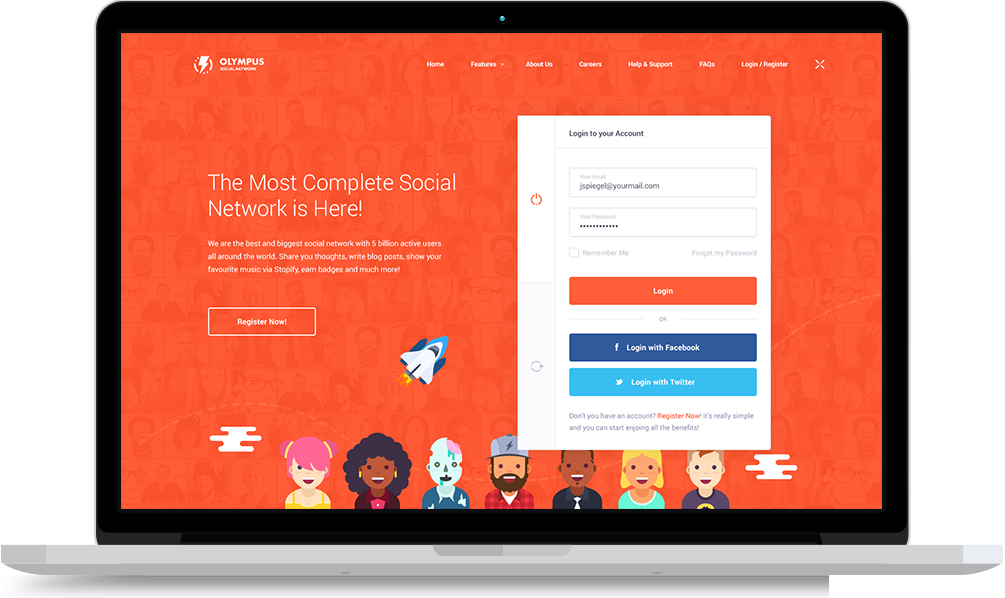 OLYMPUS
SOCIAL NETWORK
Home Features About Us Careers Help & Support FAQs Login / Register
The Most Complete Social
Network is Here!
We are the best and biggest social network with 5 billion active users
all around the world. Share you thoughts, write blog posts, show your
favourite music via Stopify, earn badges and much more!
Register Now!
Login to your Account
Your Email
jspiegel@yourmail.com
Your Password
••••••••••••
Remember Me Forgot my Password
Login
OR
f Login with Facebook
Login with Twitter
Don't you have an account? Register Now! it's really simple
and you can start enjoing all the benefits!